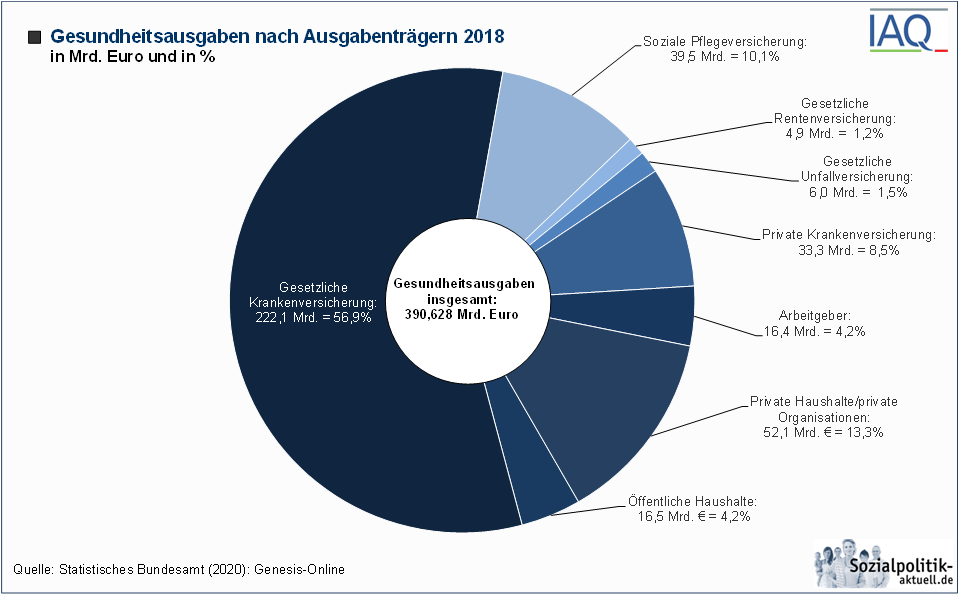 Gesundheitsausgaben nach Ausgabenträgern 2018
in Mrd. Euro und in %
IAQ
Soziale Pflegeversicherung:
39,5 Mrd. = 10,1%
Gesetzliche
Rentenversicherung:
4,9 Mrd. = 1,2%
Gesetzliche
Unfallversicherung:
6,0 Mrd. = 1,5%
Private Krankenversicherung:
33,3 Mrd. = 8,5%
Gesetzliche
Krankenversicherung:
222,1 Mrd. = 56,9%
Gesundheitsausgaben
insgesamt:
390,628 Mrd. Euro
Arbeitgeber:
16,4 Mrd. = 4,2%
Private Haushalte/private
Organisationen:
52,1 Mrd. € = 13,3%
Öffentliche Haushalte:
16,5 Mrd. € = 4,2%
Quelle: Statistisches Bundesamt (2020): Genesis-Online
Sozialpolitik-
aktuell.de